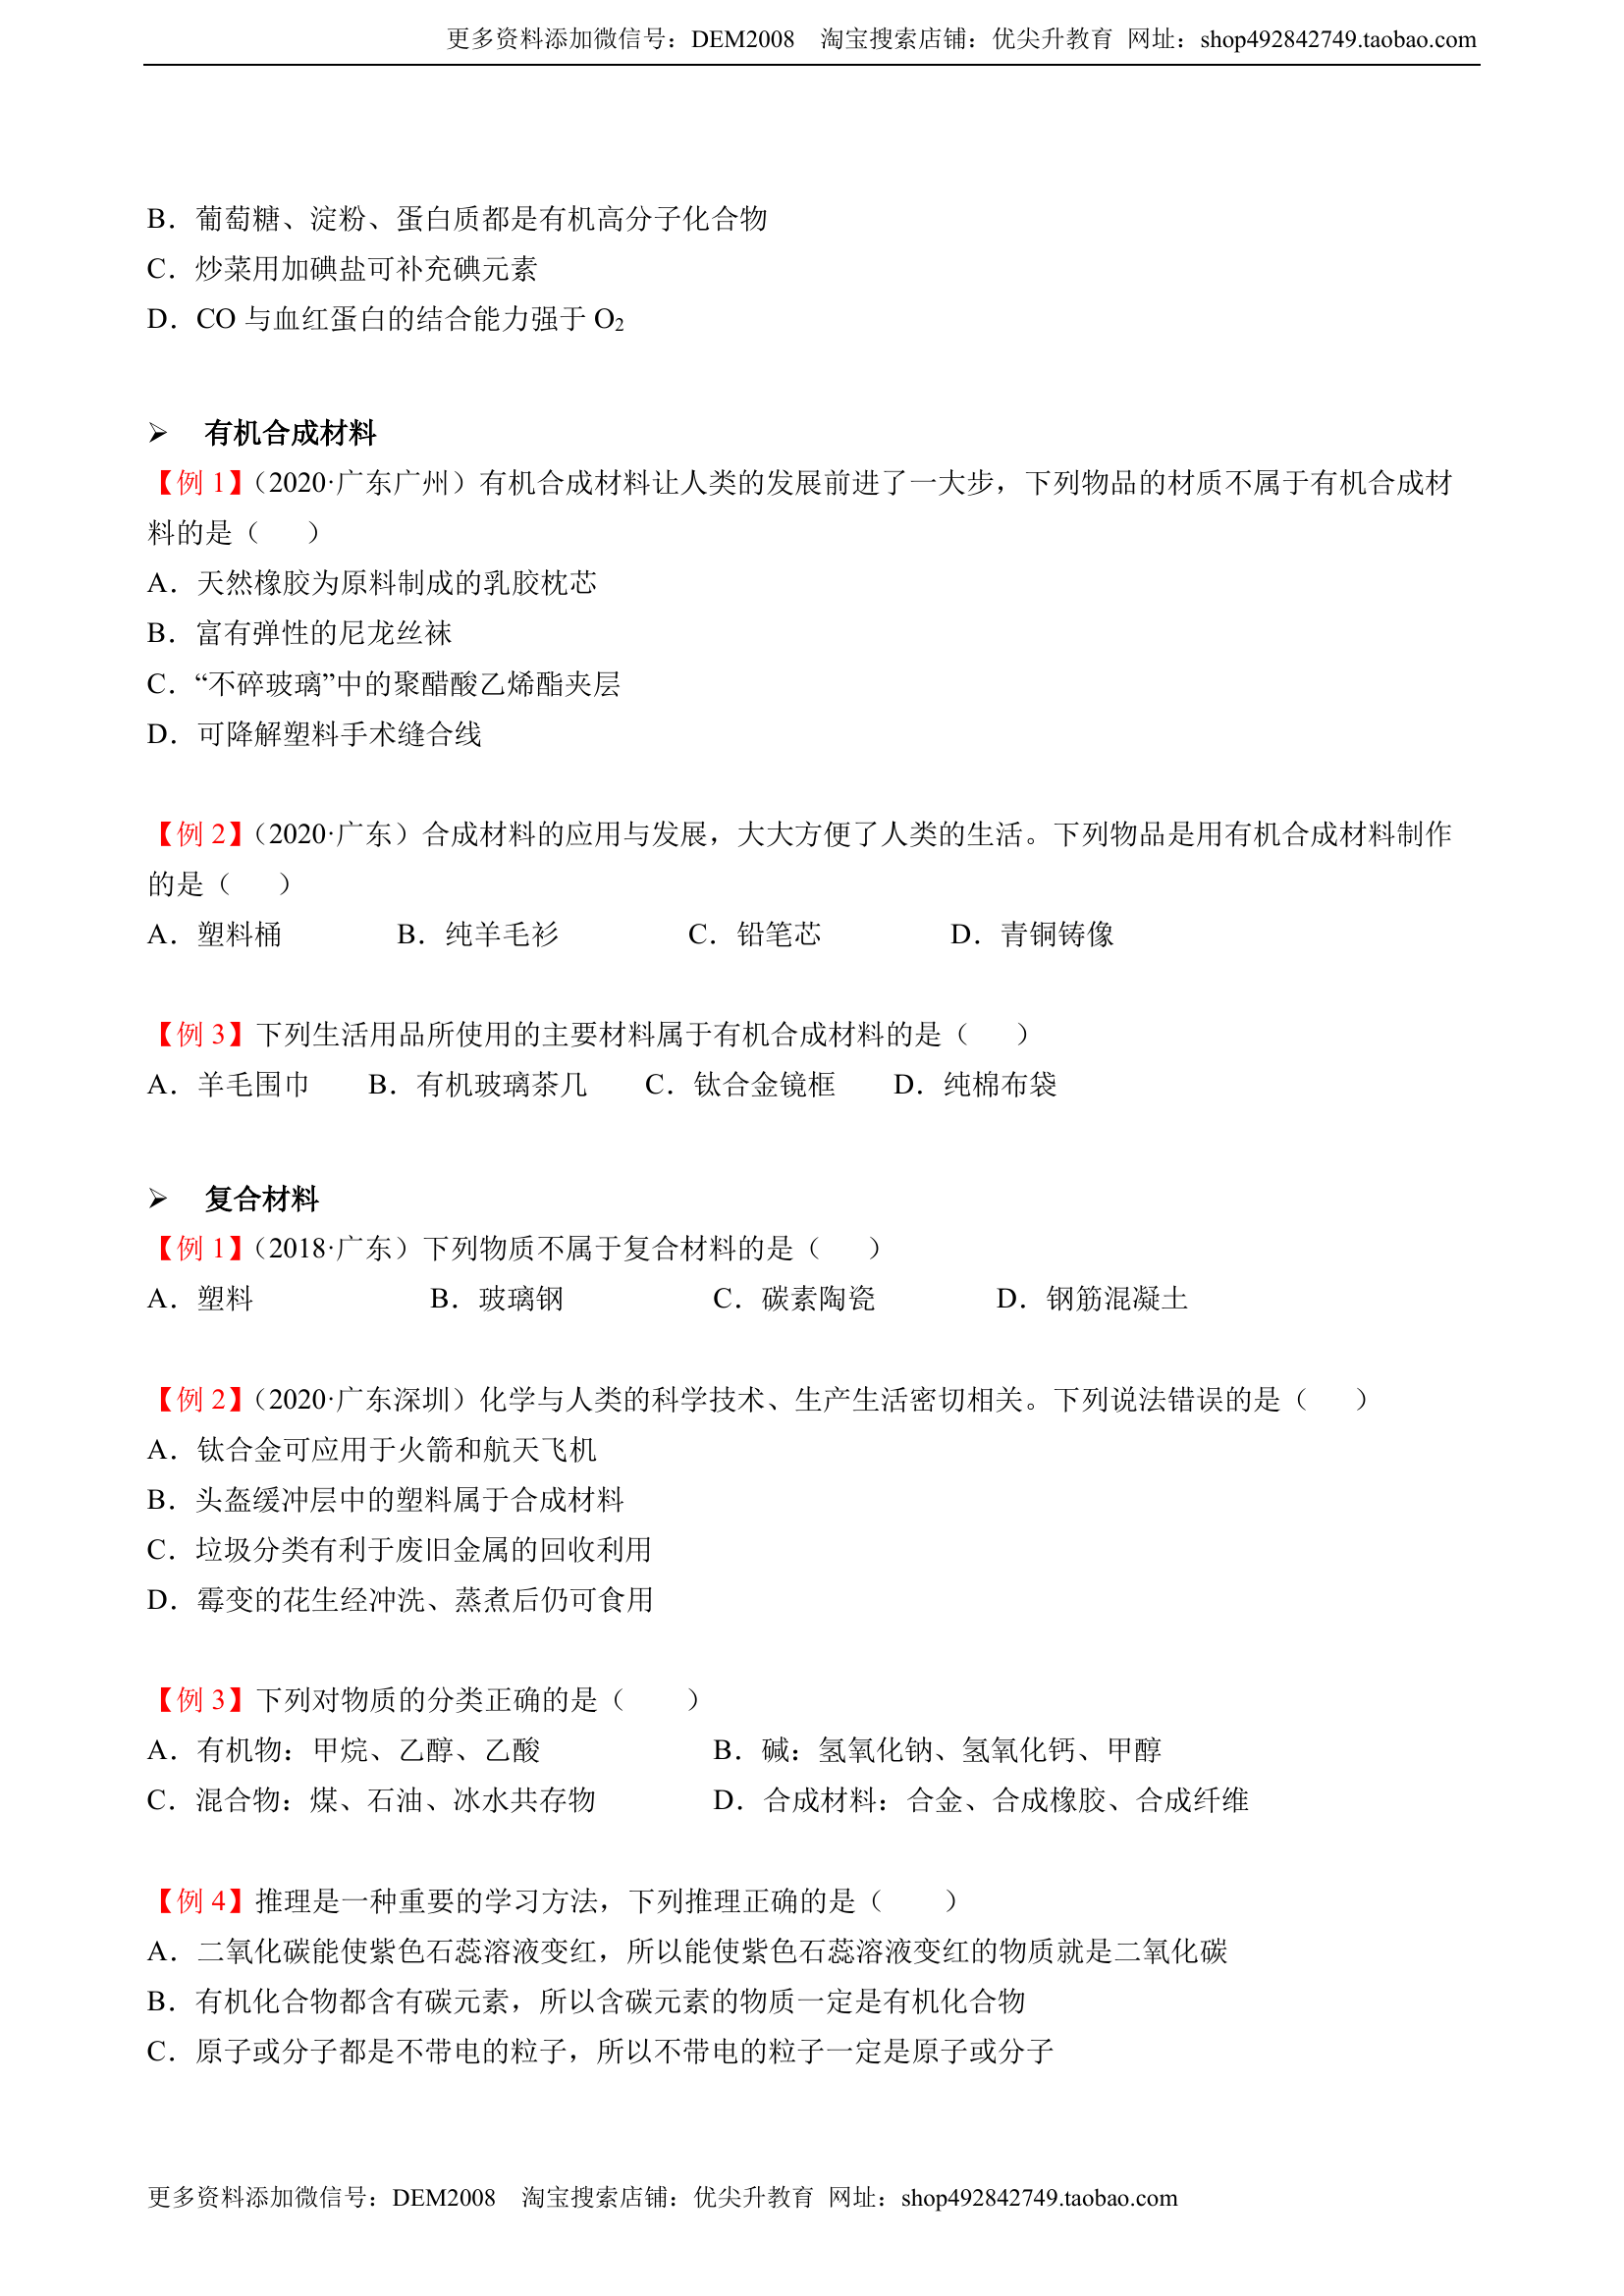 更多资料添加微信号：DEM2008 淘宝搜索店铺：优尖升教育 网址：shop492842749.taobao.com
B．葡萄糖、淀粉、蛋白质都是有机高分子化合物
C．炒菜用加碘盐可补充碘元素
D．CO 与血红蛋白的结合能力强于 O₂
➢ 有机合成材料
【例 1】（2020·广东广州）有机合成材料让人类的发展前进了一大步，下列物品的材质不属于有机合成材
料的是（ ）
A．天然橡胶为原料制成的乳胶枕芯
B．富有弹性的尼龙丝袜
C．“不碎玻璃”中的聚醋酸乙烯酯夹层
D．可降解塑料手术缝合线
【例 2】（2020·广东）合成材料的应用与发展，大大方便了人类的生活。下列物品是用有机合成材料制作
的是（ ）
A．塑料桶 B．纯羊毛衫 C．铅笔芯 D．青铜铸像
【例 3】下列生活用品所使用的主要材料属于有机合成材料的是（ ）
A．羊毛围巾 B．有机玻璃茶几 C．钛合金镜框 D．纯棉布袋
➢ 复合材料
【例 1】（2018·广东）下列物质不属于复合材料的是（ ）
A．塑料 B．玻璃钢 C．碳素陶瓷 D．钢筋混凝土
【例 2】（2020·广东深圳）化学与人类的科学技术、生产生活密切相关。下列说法错误的是（ ）
A．钛合金可应用于火箭和航天飞机
B．头盔缓冲层中的塑料属于合成材料
C．垃圾分类有利于废旧金属的回收利用
D．霉变的花生经冲洗、蒸煮后仍可食用
【例 3】下列对物质的分类正确的是（ ）
A．有机物：甲烷、乙醇、乙酸 B．碱：氢氧化钠、氢氧化钙、甲醇
C．混合物：煤、石油、冰水共存物 D．合成材料：合金、合成橡胶、合成纤维
【例 4】推理是一种重要的学习方法，下列推理正确的是（ ）
A．二氧化碳能使紫色石蕊溶液变红，所以能使紫色石蕊溶液变红的物质就是二氧化碳
B．有机化合物都含有碳元素，所以含碳元素的物质一定是有机化合物
C．原子或分子都是不带电的粒子，所以不带电的粒子一定是原子或分子
更多资料添加微信号：DEM2008 淘宝搜索店铺：优尖升教育 网址：shop492842749.taobao.com